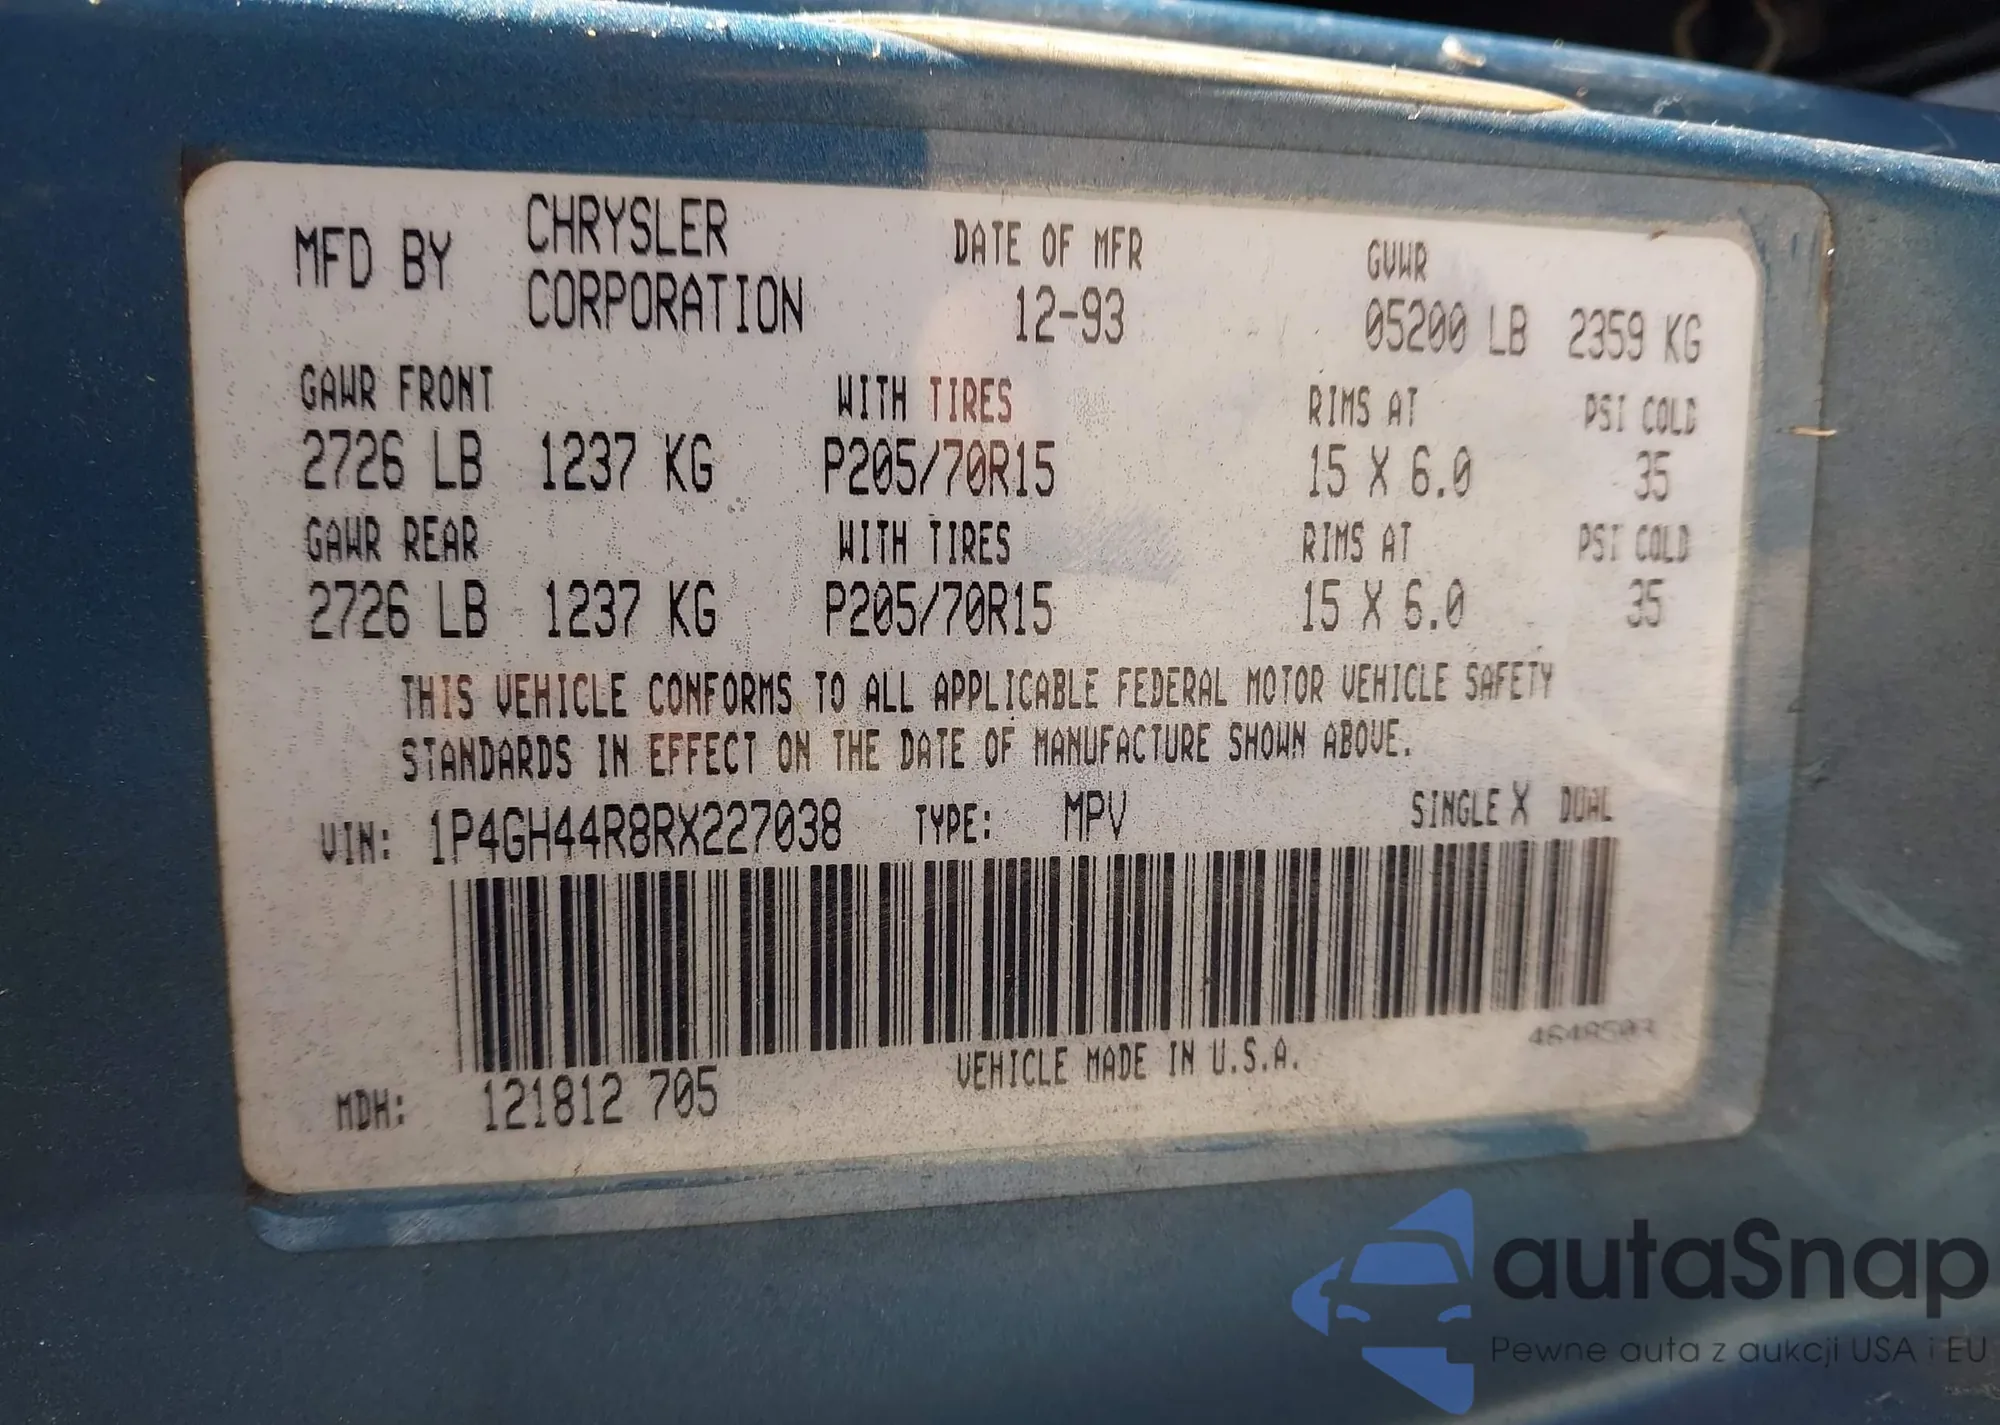 MFD BY CHRYSLER CORPORATION DATE OF MFR 12-93 GVWR 05200 LB 2359 KG
GAWR FRONT WITH TIRES RIMS AT PSI COLD
2726 LB 1237 KG P205/70R15 15 X 6.0 35
GAWR REAR WITH TIRES RIMS AT PSI COLD
2726 LB 1237 KG P205/70R15 15 X 6.0 35
THIS VEHICLE CONFORMS TO ALL APPLICABLE FEDERAL MOTOR VEHICLE SAFETY
STANDARDS IN EFFECT ON THE DATE OF MANUFACTURE SHOWN ABOVE.
VIN: 1P4GH44R8RX227038 TYPE: MPV SINGLE X DUAL
4648503
MDH: 121812 705 VEHICLE MADE IN U.S.A.
autaSnap
Pewne auta z aukcji USA i EU